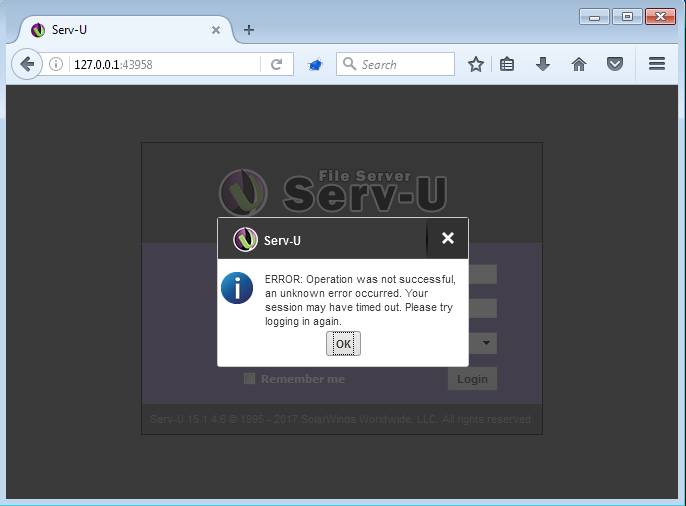 Serv-U
127.0.0.1:43958
Search
File Server
Serv-U
Serv-U
ERROR: Operation was not successful,
an unknown error occurred. Your
session may have timed out. Please try
logging in again.
OK
Remember me
Login
Serv-U 15.1.4.6 © 1995 - 2017 SolarWinds Worldwide, LLC. All rights reserved.